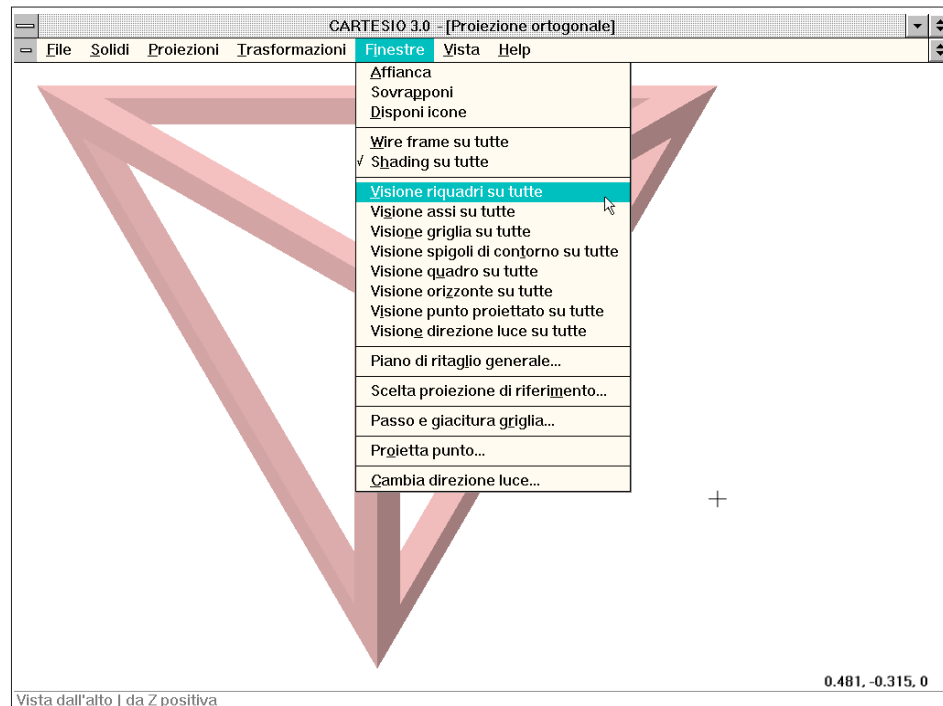 CARTESIO 3.0 - [Proiezione ortogonale]
File Solidi Proiezioni Trasformazioni Finestre Vista Help
Affianca
Sovrapponi
Disponi icone
Wire frame su tutte
√ Shading su tutte
Visione riquadri su tutte
Visione assi su tutte
Visione griglia su tutte
Visione spigoli di contorno su tutte
Visione quadro su tutte
Visione orizzonte su tutte
Visione punto proiettato su tutte
Visione direzione luce su tutte
Piano di ritaglio generale...
Scelta proiezione di riferimento...
Passo e giacitura griglia...
Proietta punto...
Cambia direzione luce...
0.481, -0.315, 0
Vista dall'alto | da Z positiva